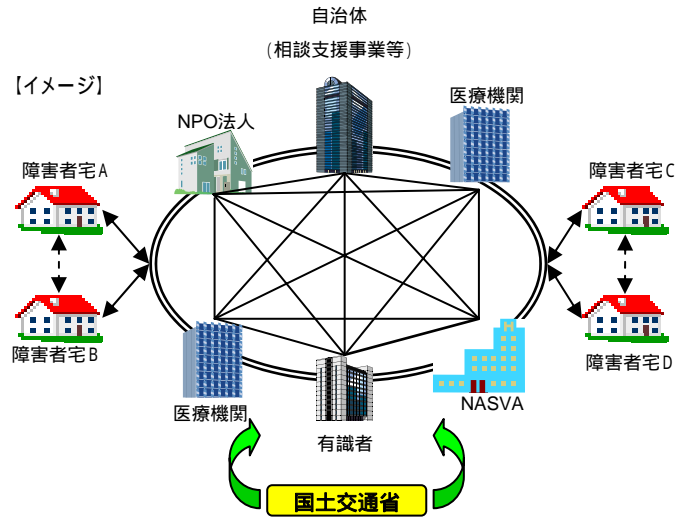 自治体
(相談支援事業等)
【イメージ】
医療機関
NPO法人
障害者宅A
障害者宅C
障害者宅B
障害者宅D
H
医療機関
有識者
NASVA
国土交通省